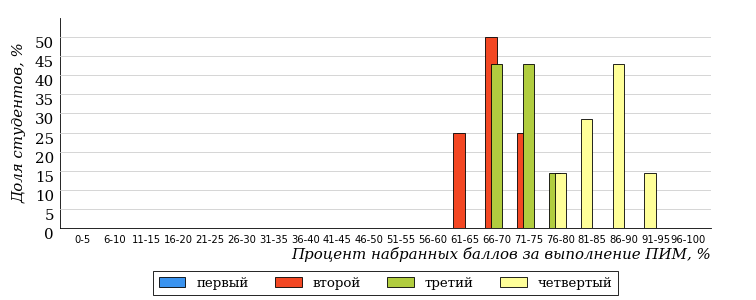 Доля студентов, %
50
45
40
35
30
25
20
15
10
5
0
0-5 6-10 11-15 16-20 21-25 26-30 31-35 36-40 41-45 46-50 51-55 56-60 61-65 66-70 71-75 76-80 81-85 86-90 91-95 96-100
Процент набранных баллов за выполнение ПИМ, %
первый второй третий четвертый